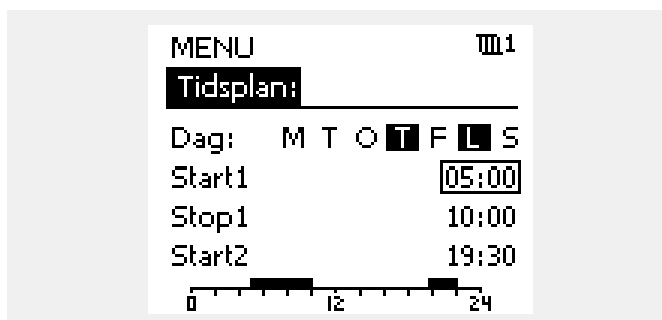 MENU 1
Tidsplan:
Dag: M T O T F L S
Start1 05:00
Stop1 10:00
Start2 19:30
0 12 24